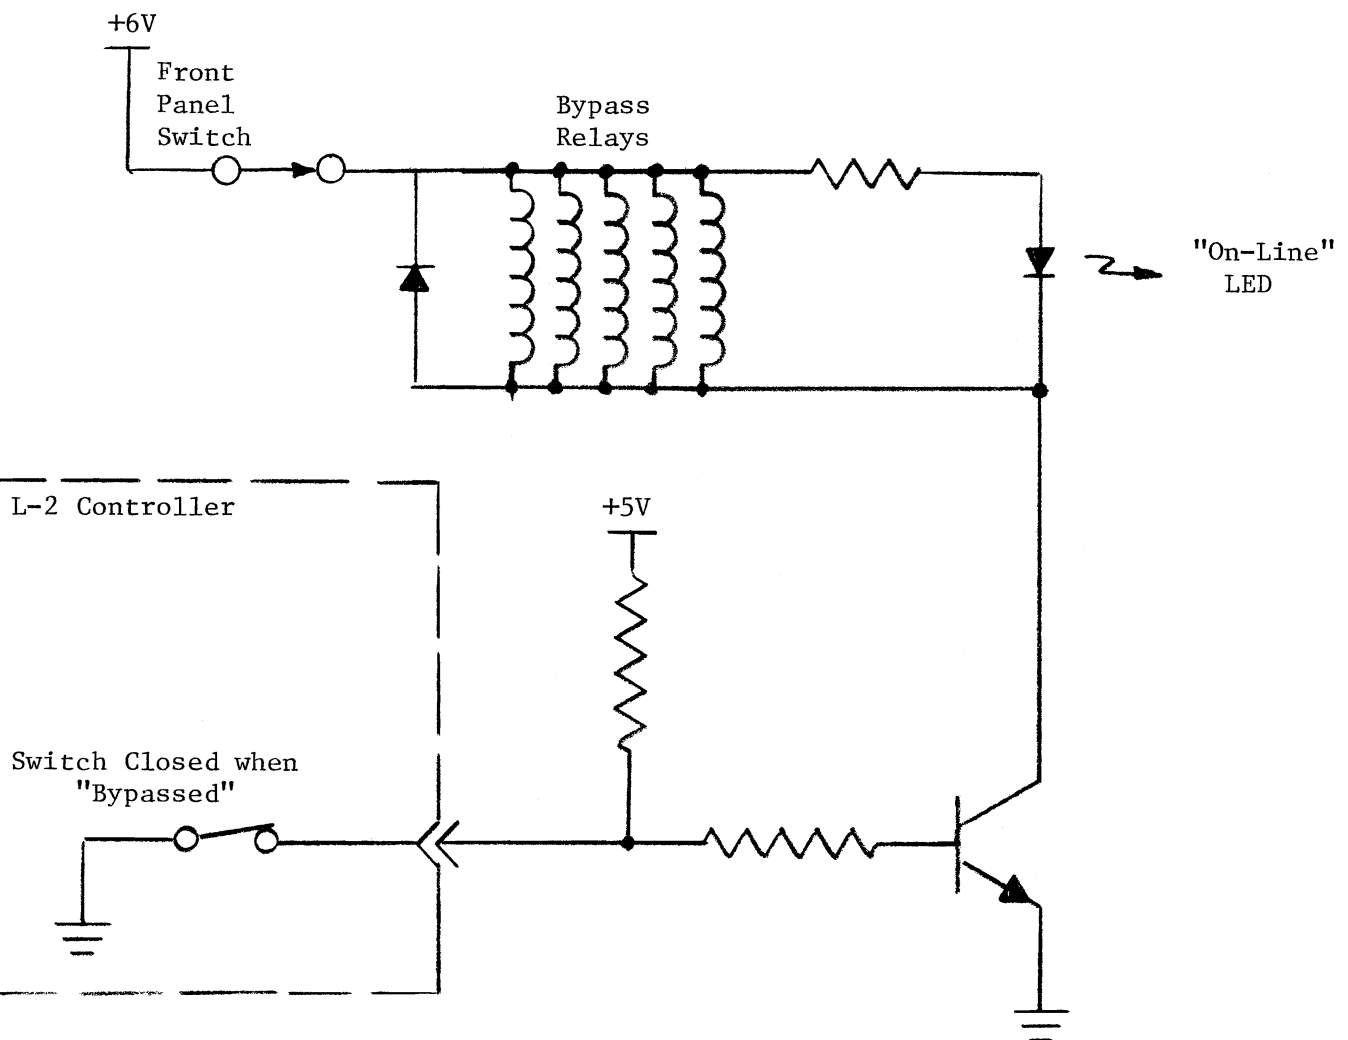 +6V
Front
Panel
Switch
Bypass
Relays
"On-Line"
LED
L-2 Controller
+5V
Switch Closed when
"Bypassed"